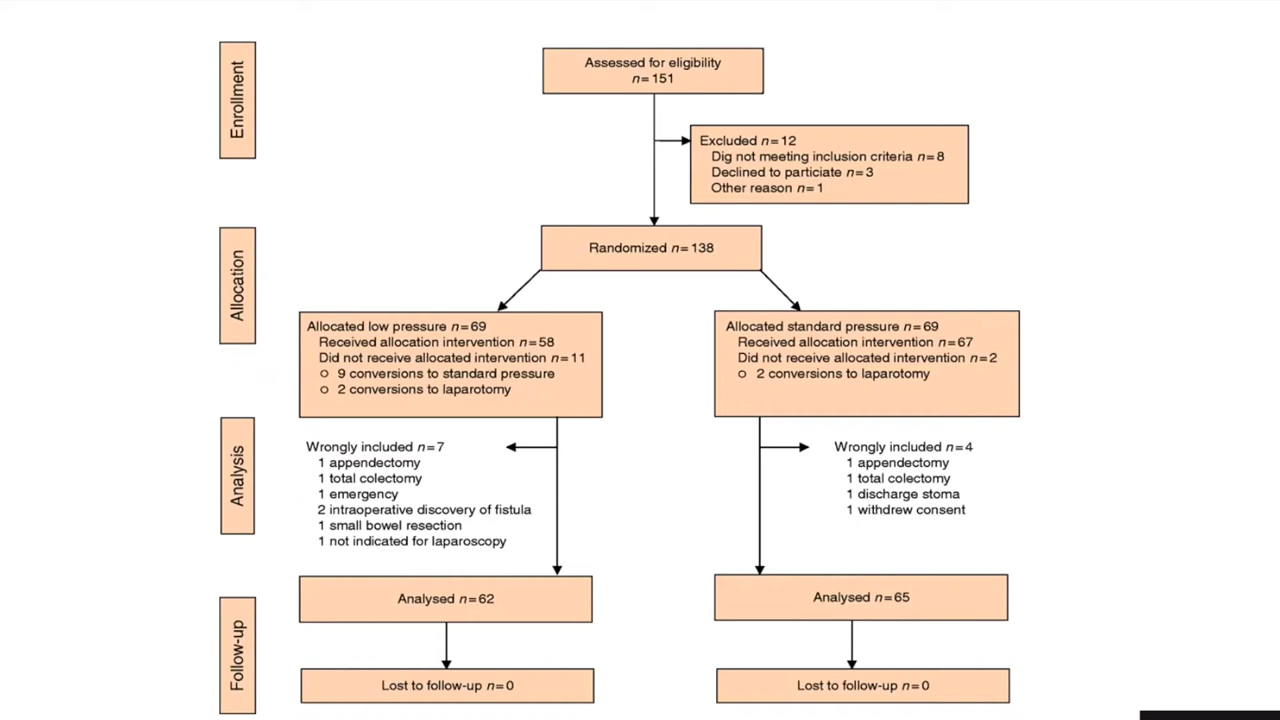 Enrollment
Assessed for eligibility
n=151
Excluded n=12
Dig not meeting inclusion criteria n=8
Declined to particiate n=3
Other reason n=1
Allocation
Randomized n=138
Allocated low pressure n=69
Received allocation intervention n=58
Did not receive allocated intervention n=11
○ 9 conversions to standard pressure
○ 2 conversions to laparotomy
Allocated standard pressure n=69
Received allocation intervention n=67
Did not receive allocated intervention n=2
○ 2 conversions to laparotomy
Analysis
Wrongly included n=7
1 appendectomy
1 total colectomy
1 emergency
2 intraoperative discovery of fistula
1 small bowel resection
1 not indicated for laparoscopy
Wrongly included n=4
1 appendectomy
1 total colectomy
1 discharge stoma
1 withdrew consent
Analysed n=62
Analysed n=65
Follow-up
Lost to follow-up n=0
Lost to follow-up n=0